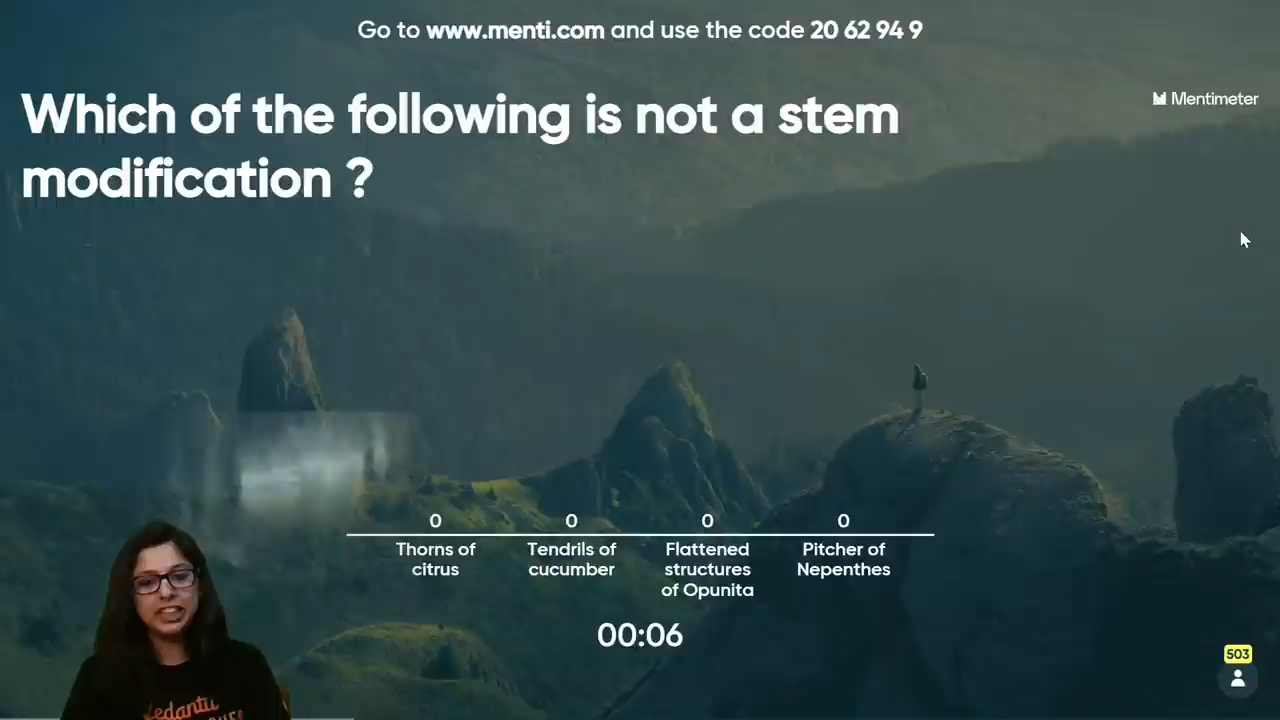 Go to www.menti.com and use the code 20 62 94 9
Mentimeter
Which of the following is not a stem
modification ?
0
0
0
0
Thorns of
citrus
Tendrils of
cucumber
Flattened
structures
of Opunita
Pitcher of
Nepenthes
00:06
503
Vedantu